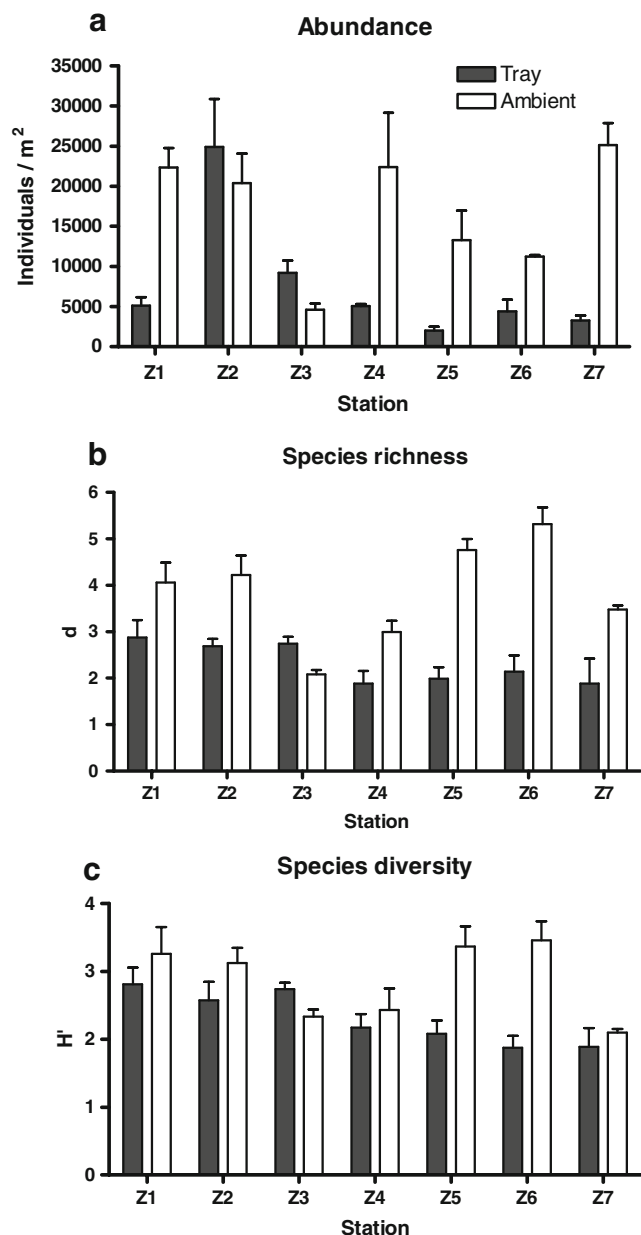 a
Abundance
Tray
Ambient
35000
30000
25000
20000
15000
10000
5000
0
Individuals / m²
Z1 Z2 Z3 Z4 Z5 Z6 Z7
Station
b
Species richness
6
5
4
3
2
1
0
d
Z1 Z2 Z3 Z4 Z5 Z6 Z7
Station
c
Species diversity
4
3
2
1
0
H'
Z1 Z2 Z3 Z4 Z5 Z6 Z7
Station